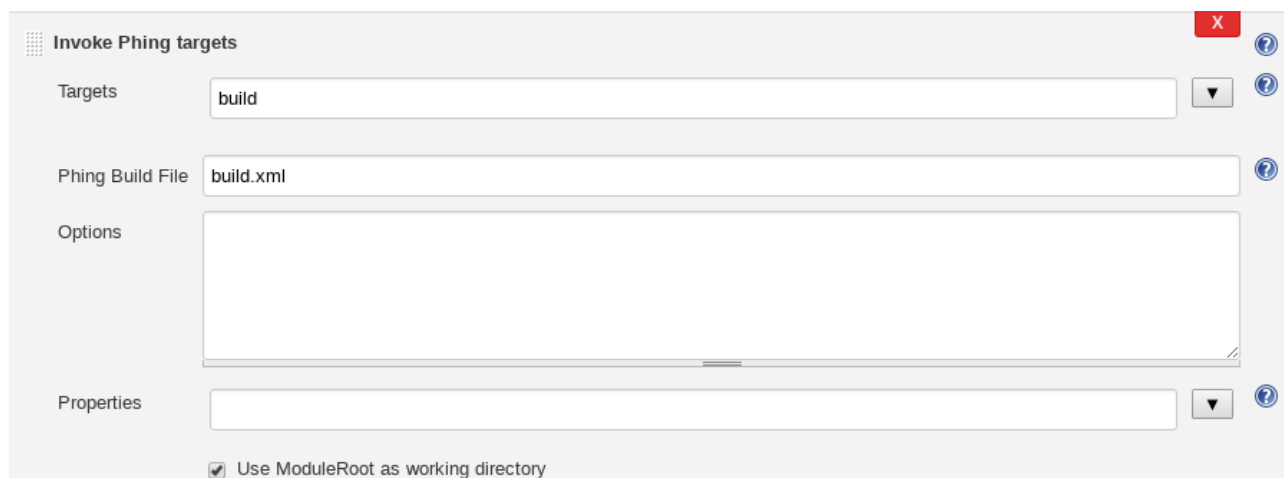 X
Invoke Phing targets
?
Targets
build
▼
?
Phing Build File
build.xml
?
Options
Properties
▼
?
Use ModuleRoot as working directory